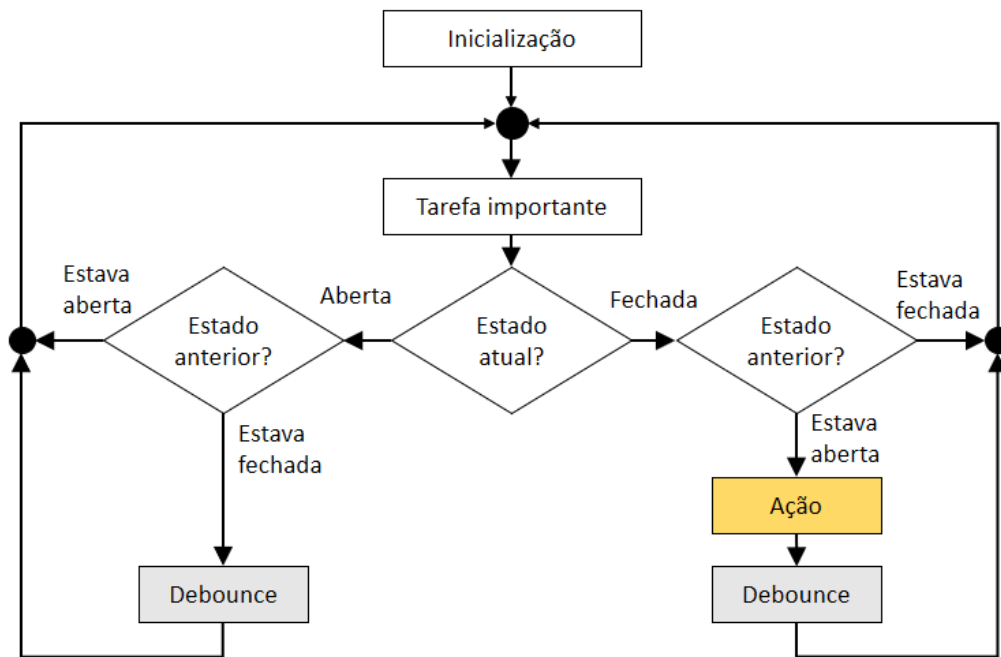 Inicialização
Tarefa importante
Estava
aberta
Aberta
Fechada
Estava
fechada
Estado
anterior?
Estado
atual?
Estado
anterior?
Estava
fechada
Estava
aberta
Ação
Debounce
Debounce